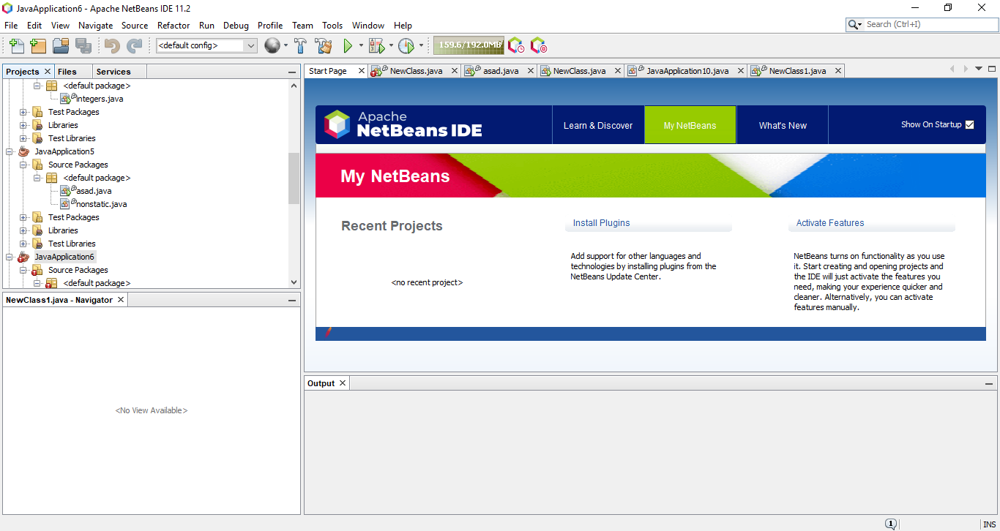 JavaApplication6 - Apache NetBeans IDE 11.2
File Edit View Navigate Source Refactor Run Debug Profile Team Tools Window Help
Search (Ctrl+I)
<default config>
159.6/192.0MB
Projects Files Services
<default package>
integers.java
Test Packages
Libraries
Test Libraries
JavaApplication5
Source Packages
<default package>
asad.java
nonstatic.java
Test Packages
Libraries
Test Libraries
JavaApplication6
Source Packages
<default package>
NewClass1.java - Navigator
<No View Available>
Start Page NewClass.java asad.java NewClass.java JavaApplication10.java NewClass1.java
Apache
NetBeans IDE
Learn & Discover
My NetBeans
What's New
Show On Startup
My NetBeans
Recent Projects
<no recent project>
Install Plugins
Add support for other languages and
technologies by installing plugins from the
NetBeans Update Center.
Activate Features
NetBeans turns on functionality as you use
it. Start creating and opening projects and
the IDE will just activate the features you
need, making your experience quicker and
cleaner. Alternatively, you can activate
features manually.
Output
1
INS